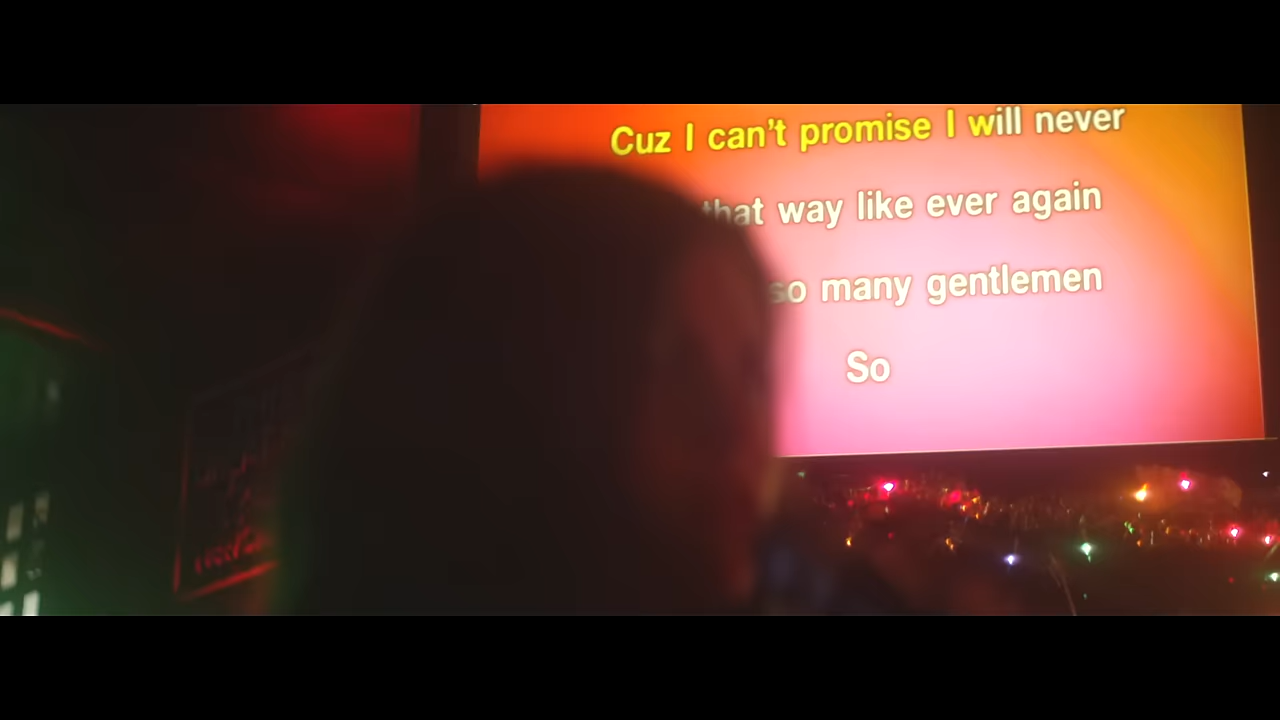 Cuz I can't promise I will never
that way like ever again
so many gentlemen
So